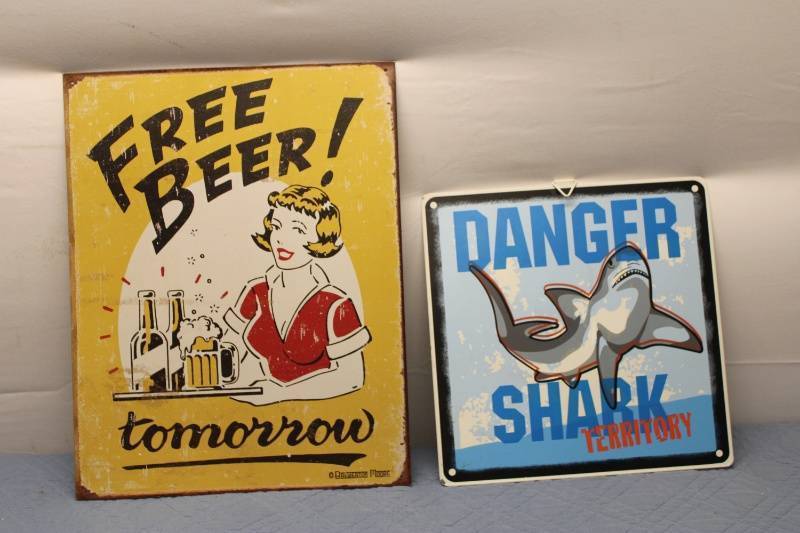 FREE
BEER!
tomorrow
DANGER
SHARK
TERRITORY